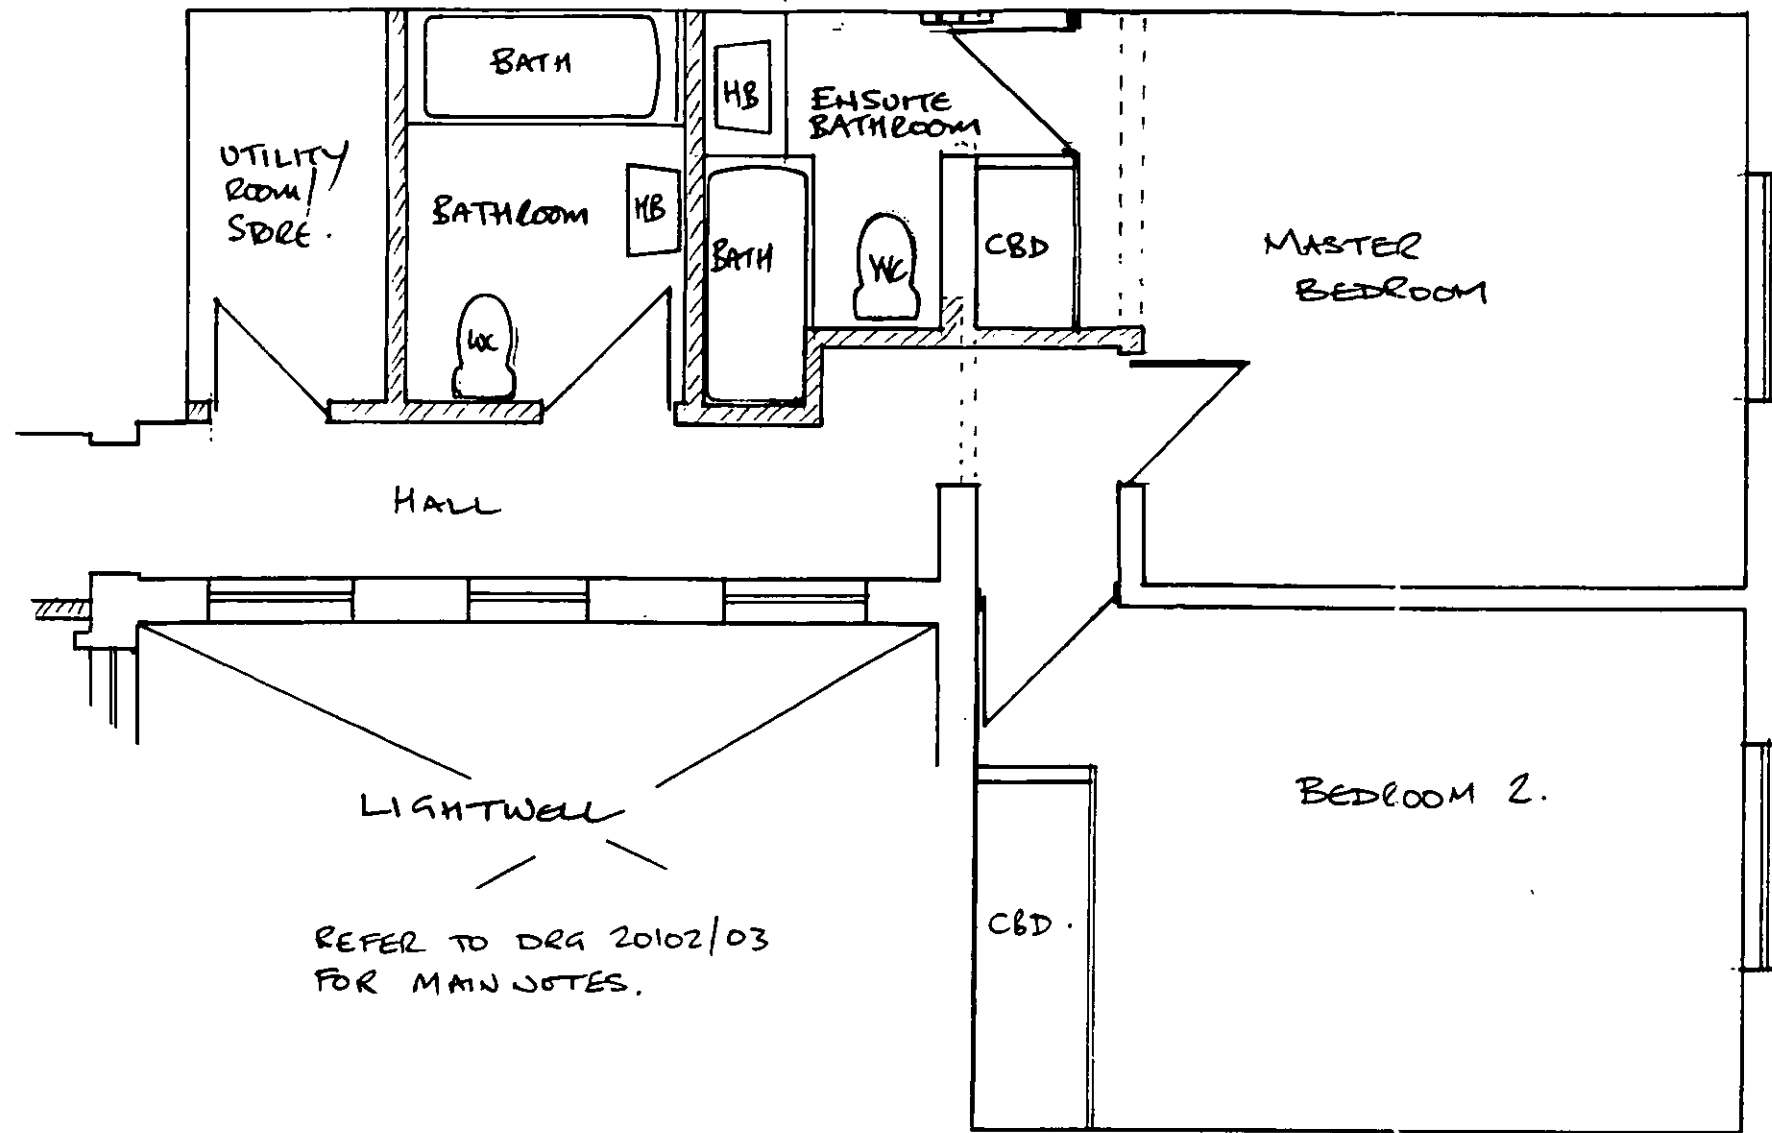 BATH
HB
ENSUITE
BATHROOM
UTILITY
ROOM/
STORE.
BATHROOM
HB
BATH
WC
CBD
MASTER
BEDROOM
WC
HALL
LIGHTWELL
BEDROOM 2.
CBD.
REFER TO DRG 20102/03
FOR MAIN NOTES.